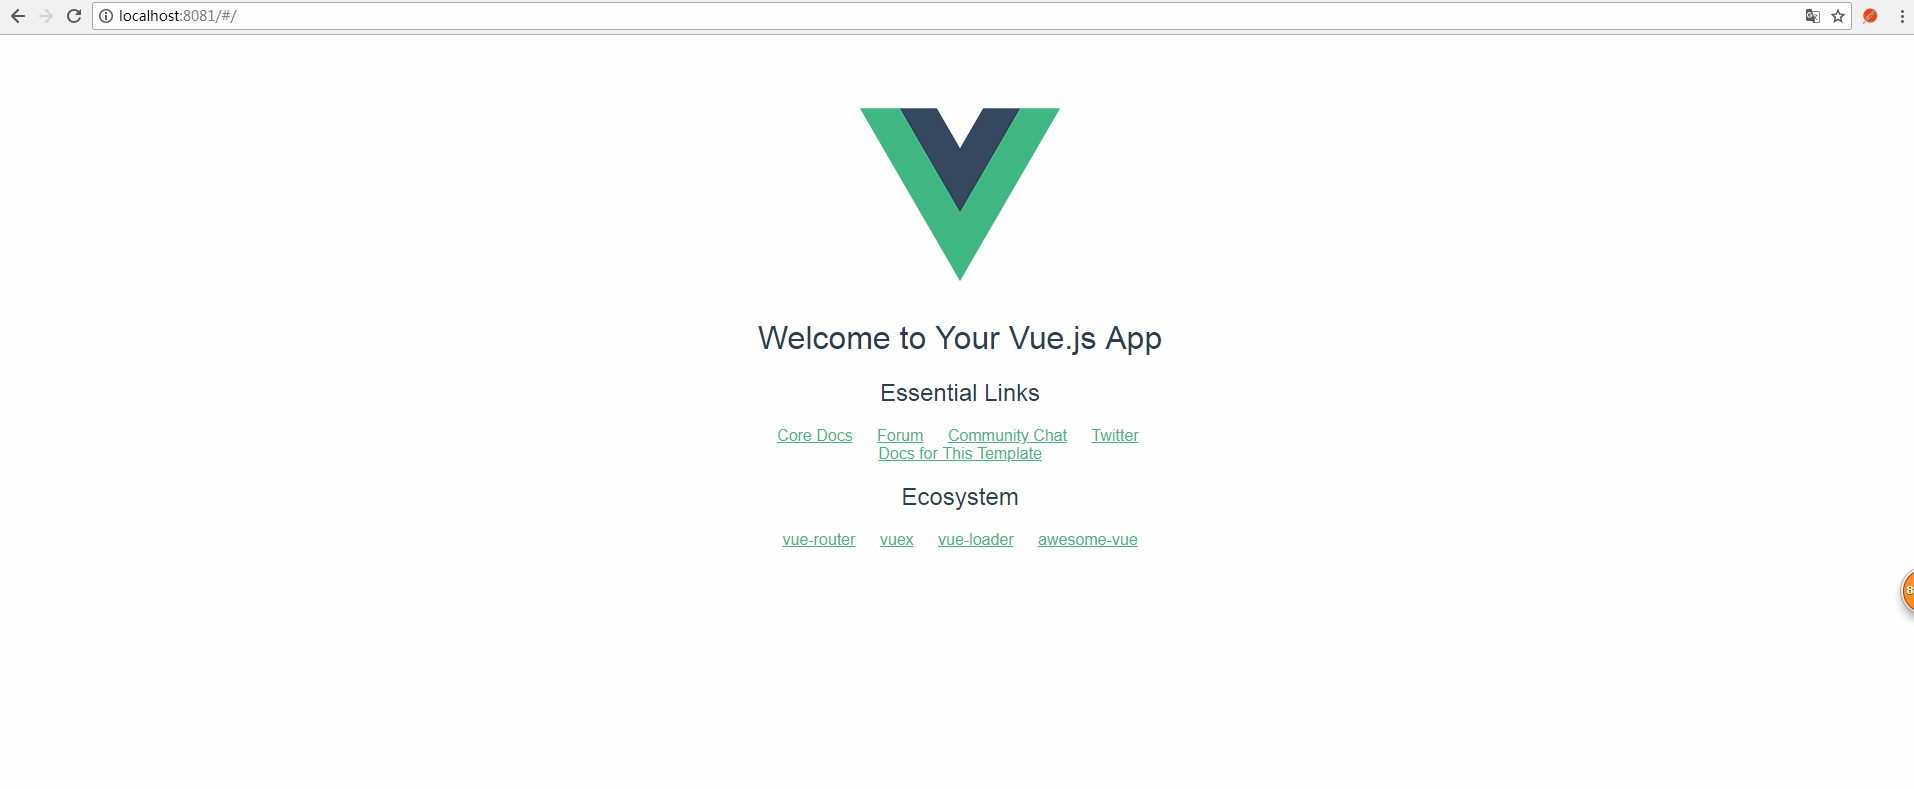 localhost:8081/#/
Welcome to Your Vue.js App
Essential Links
Core Docs Forum Community Chat Twitter
Docs for This Template
Ecosystem
vue-router vuex vue-loader awesome-vue
8